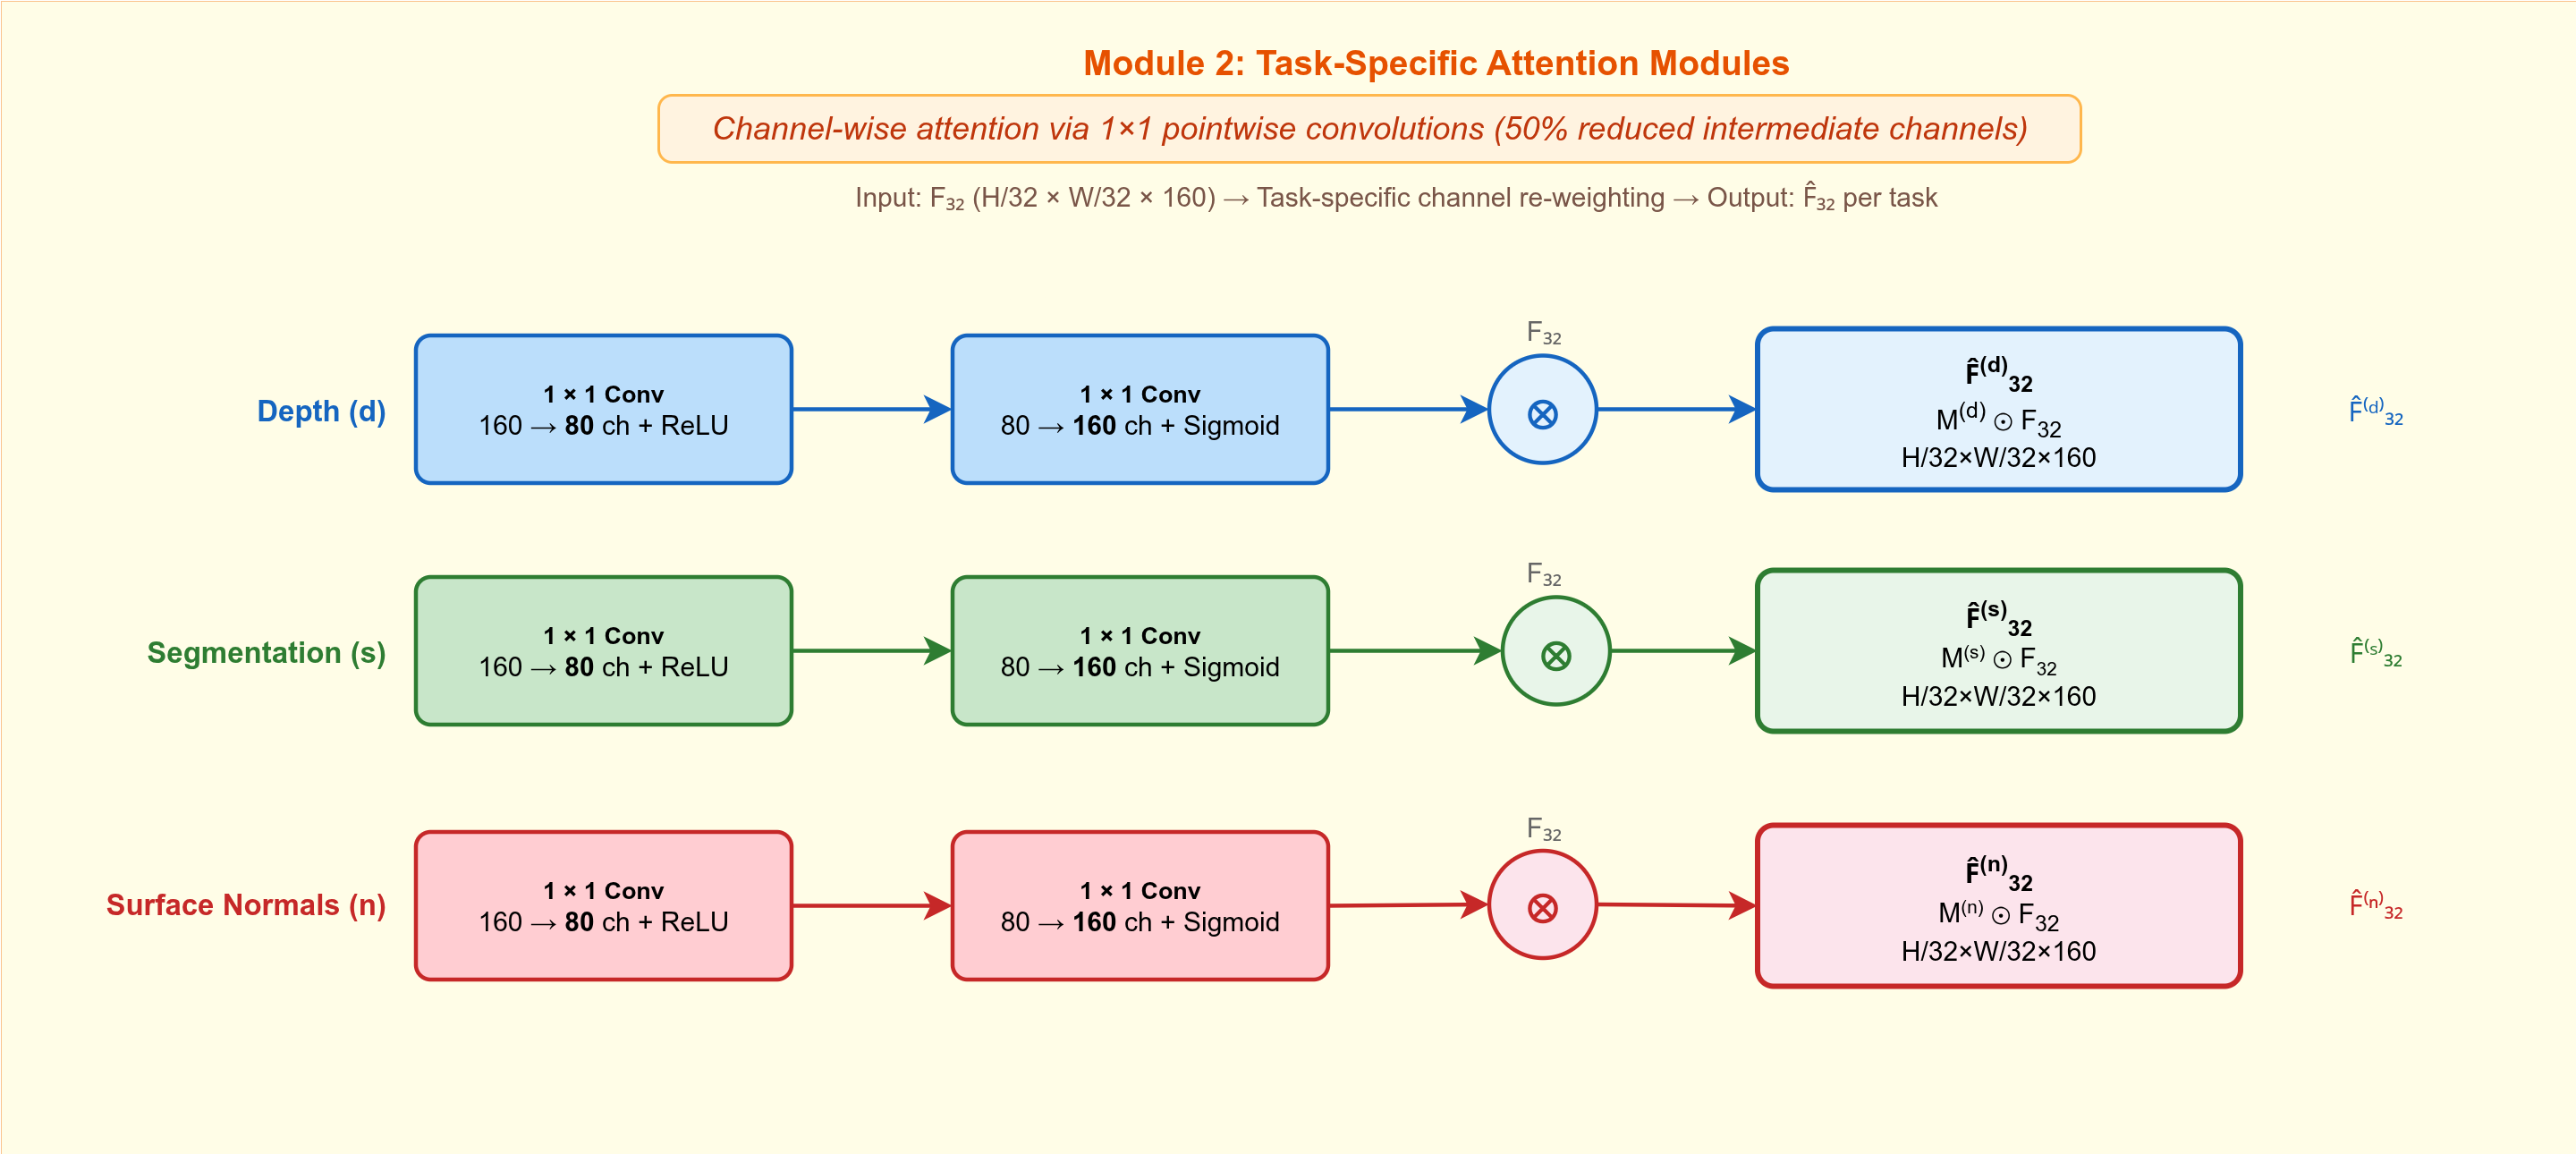 Module 2: Task-Specific Attention Modules
Channel-wise attention via 1×1 pointwise convolutions (50% reduced intermediate channels)
Input: F₃₂ (H/32 × W/32 × 160) → Task-specific channel re-weighting → Output: F̂₃₂ per task
Depth (d)
1 × 1 Conv
160 → 80 ch + ReLU
1 × 1 Conv
80 → 160 ch + Sigmoid
F₃₂
⊗
F̂⁽ᵈ⁾₃₂
M⁽ᵈ⁾ ⊙ F₃₂
H/32×W/32×160
F̂⁽ᵈ⁾₃₂
Segmentation (s)
1 × 1 Conv
160 → 80 ch + ReLU
1 × 1 Conv
80 → 160 ch + Sigmoid
F₃₂
⊗
F̂⁽ˢ⁾₃₂
M⁽ˢ⁾ ⊙ F₃₂
H/32×W/32×160
F̂⁽ˢ⁾₃₂
Surface Normals (n)
1 × 1 Conv
160 → 80 ch + ReLU
1 × 1 Conv
80 → 160 ch + Sigmoid
F₃₂
⊗
F̂⁽ⁿ⁾₃₂
M⁽ⁿ⁾ ⊙ F₃₂
H/32×W/32×160
F̂⁽ⁿ⁾₃₂